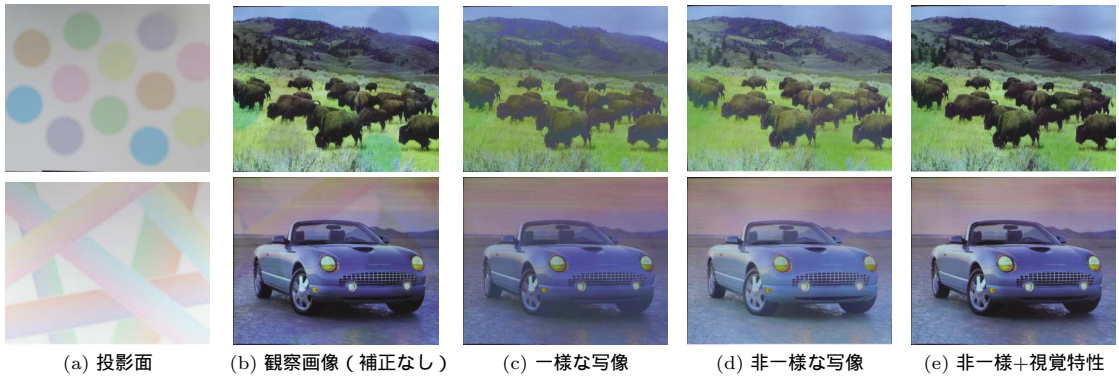 (a) 投影面
(b) 観察画像（補正なし）
(c) 一様な写像
(d) 非一様な写像
(e) 非一様+視覚特性